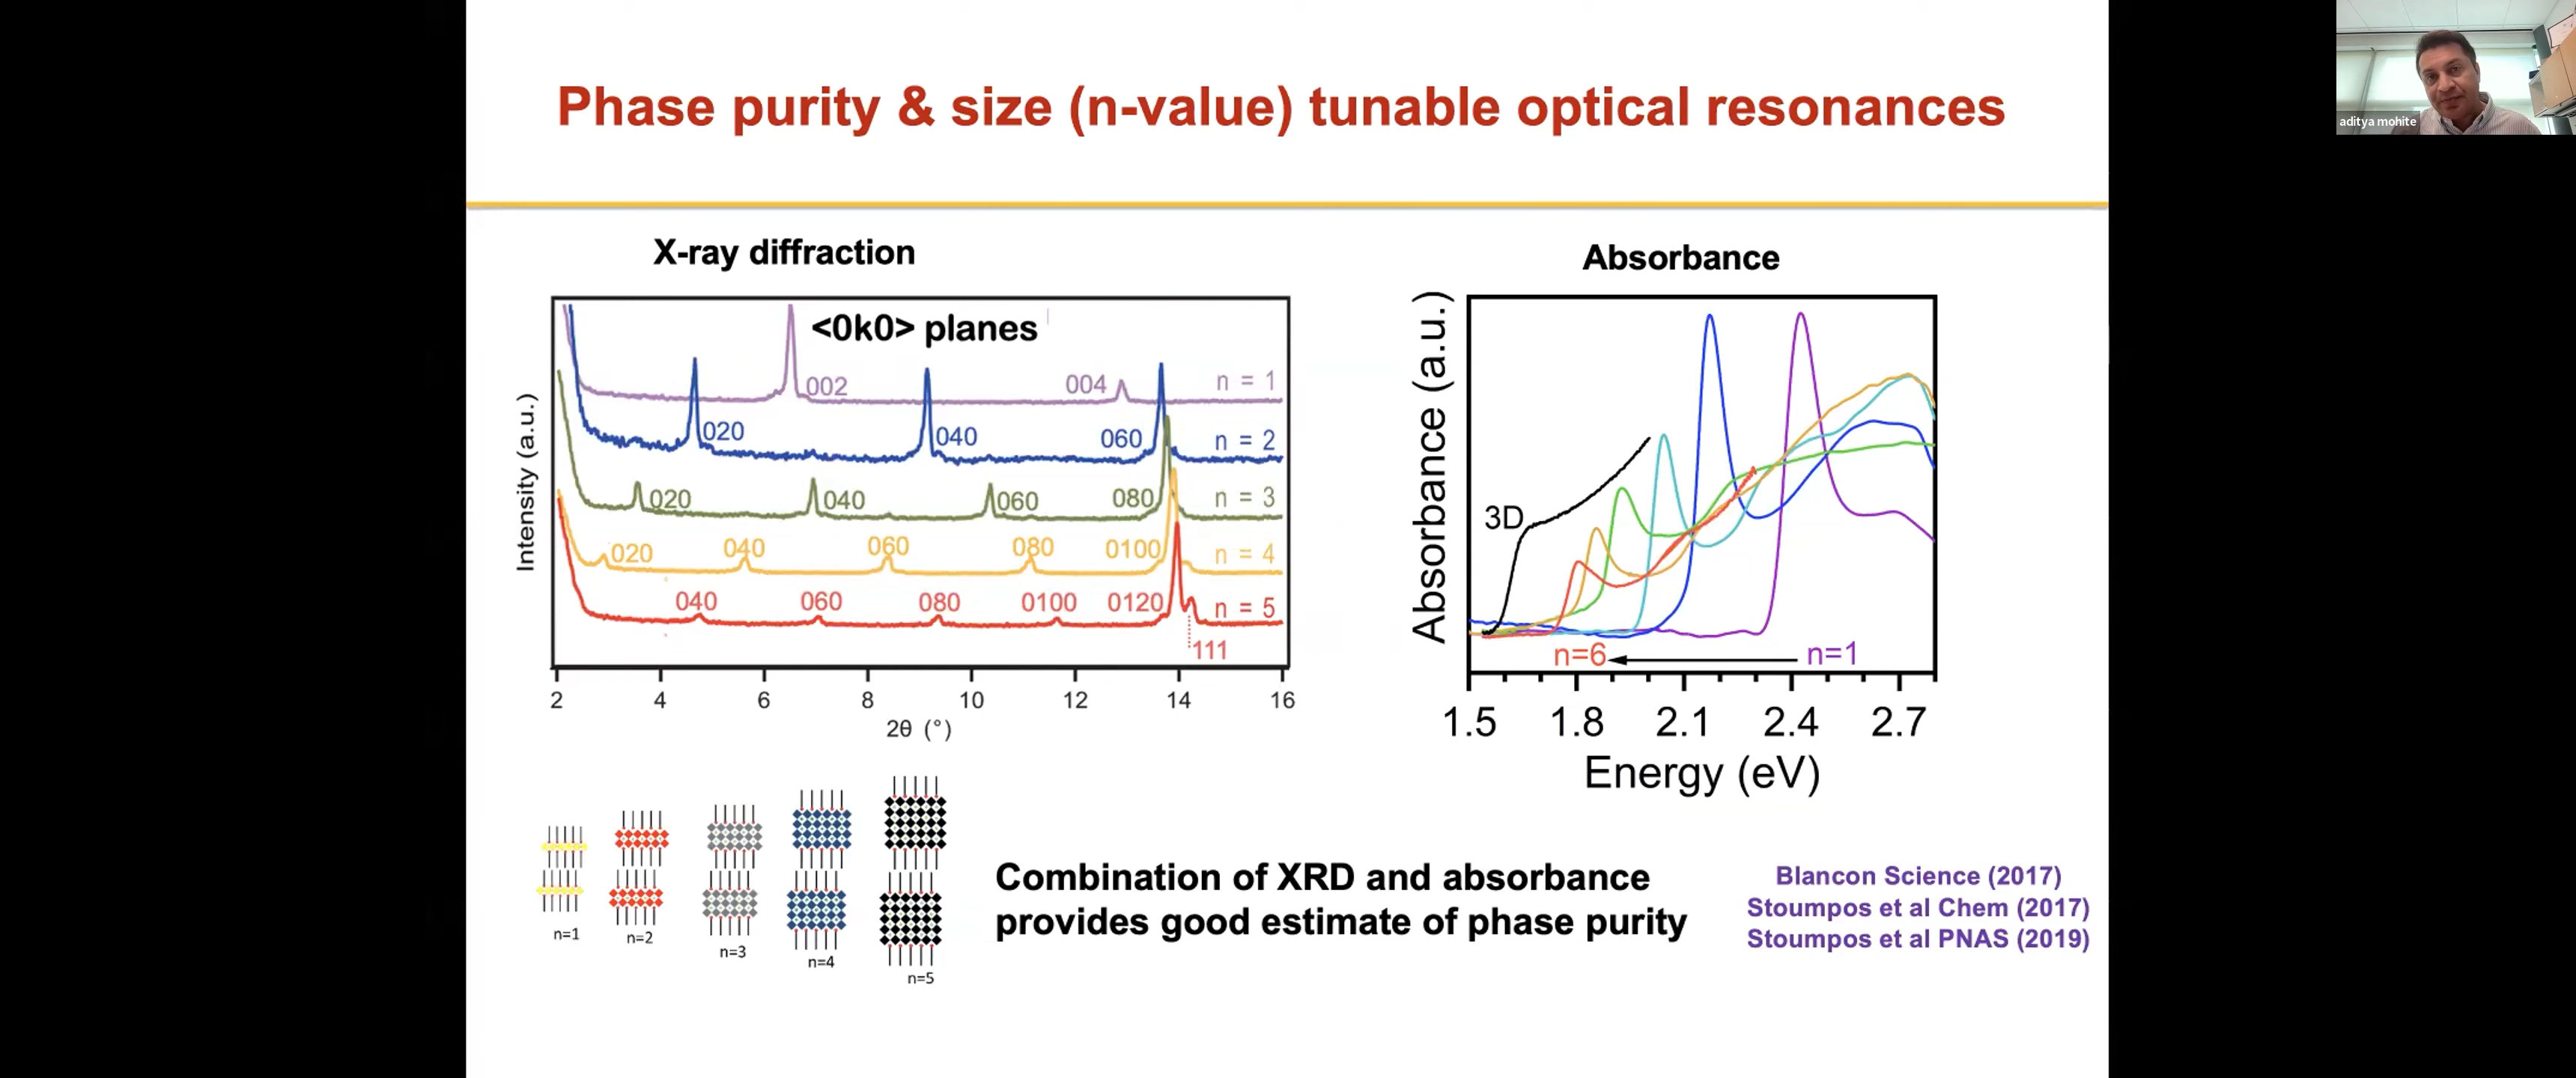 Phase purity & size (n-value) tunable optical resonances
aditya mohite
X-ray diffraction
<0k0> planes
002
004
n = 1
020
040
060
n = 2
020
040
060
080
n = 3
020
040
060
080
0100
n = 4
040
060
080
0100
0120
n = 5
111
Intensity (a.u.)
2 4 6 8 10 12 14 16
2θ (°)
Absorbance
Absorbance (a.u.)
3D
n=6
n=1
1.5 1.8 2.1 2.4 2.7
Energy (eV)
n=1
n=2
n=3
n=4
n=5
Combination of XRD and absorbance
provides good estimate of phase purity
Blancon Science (2017)
Stoumpos et al Chem (2017)
Stoumpos et al PNAS (2019)